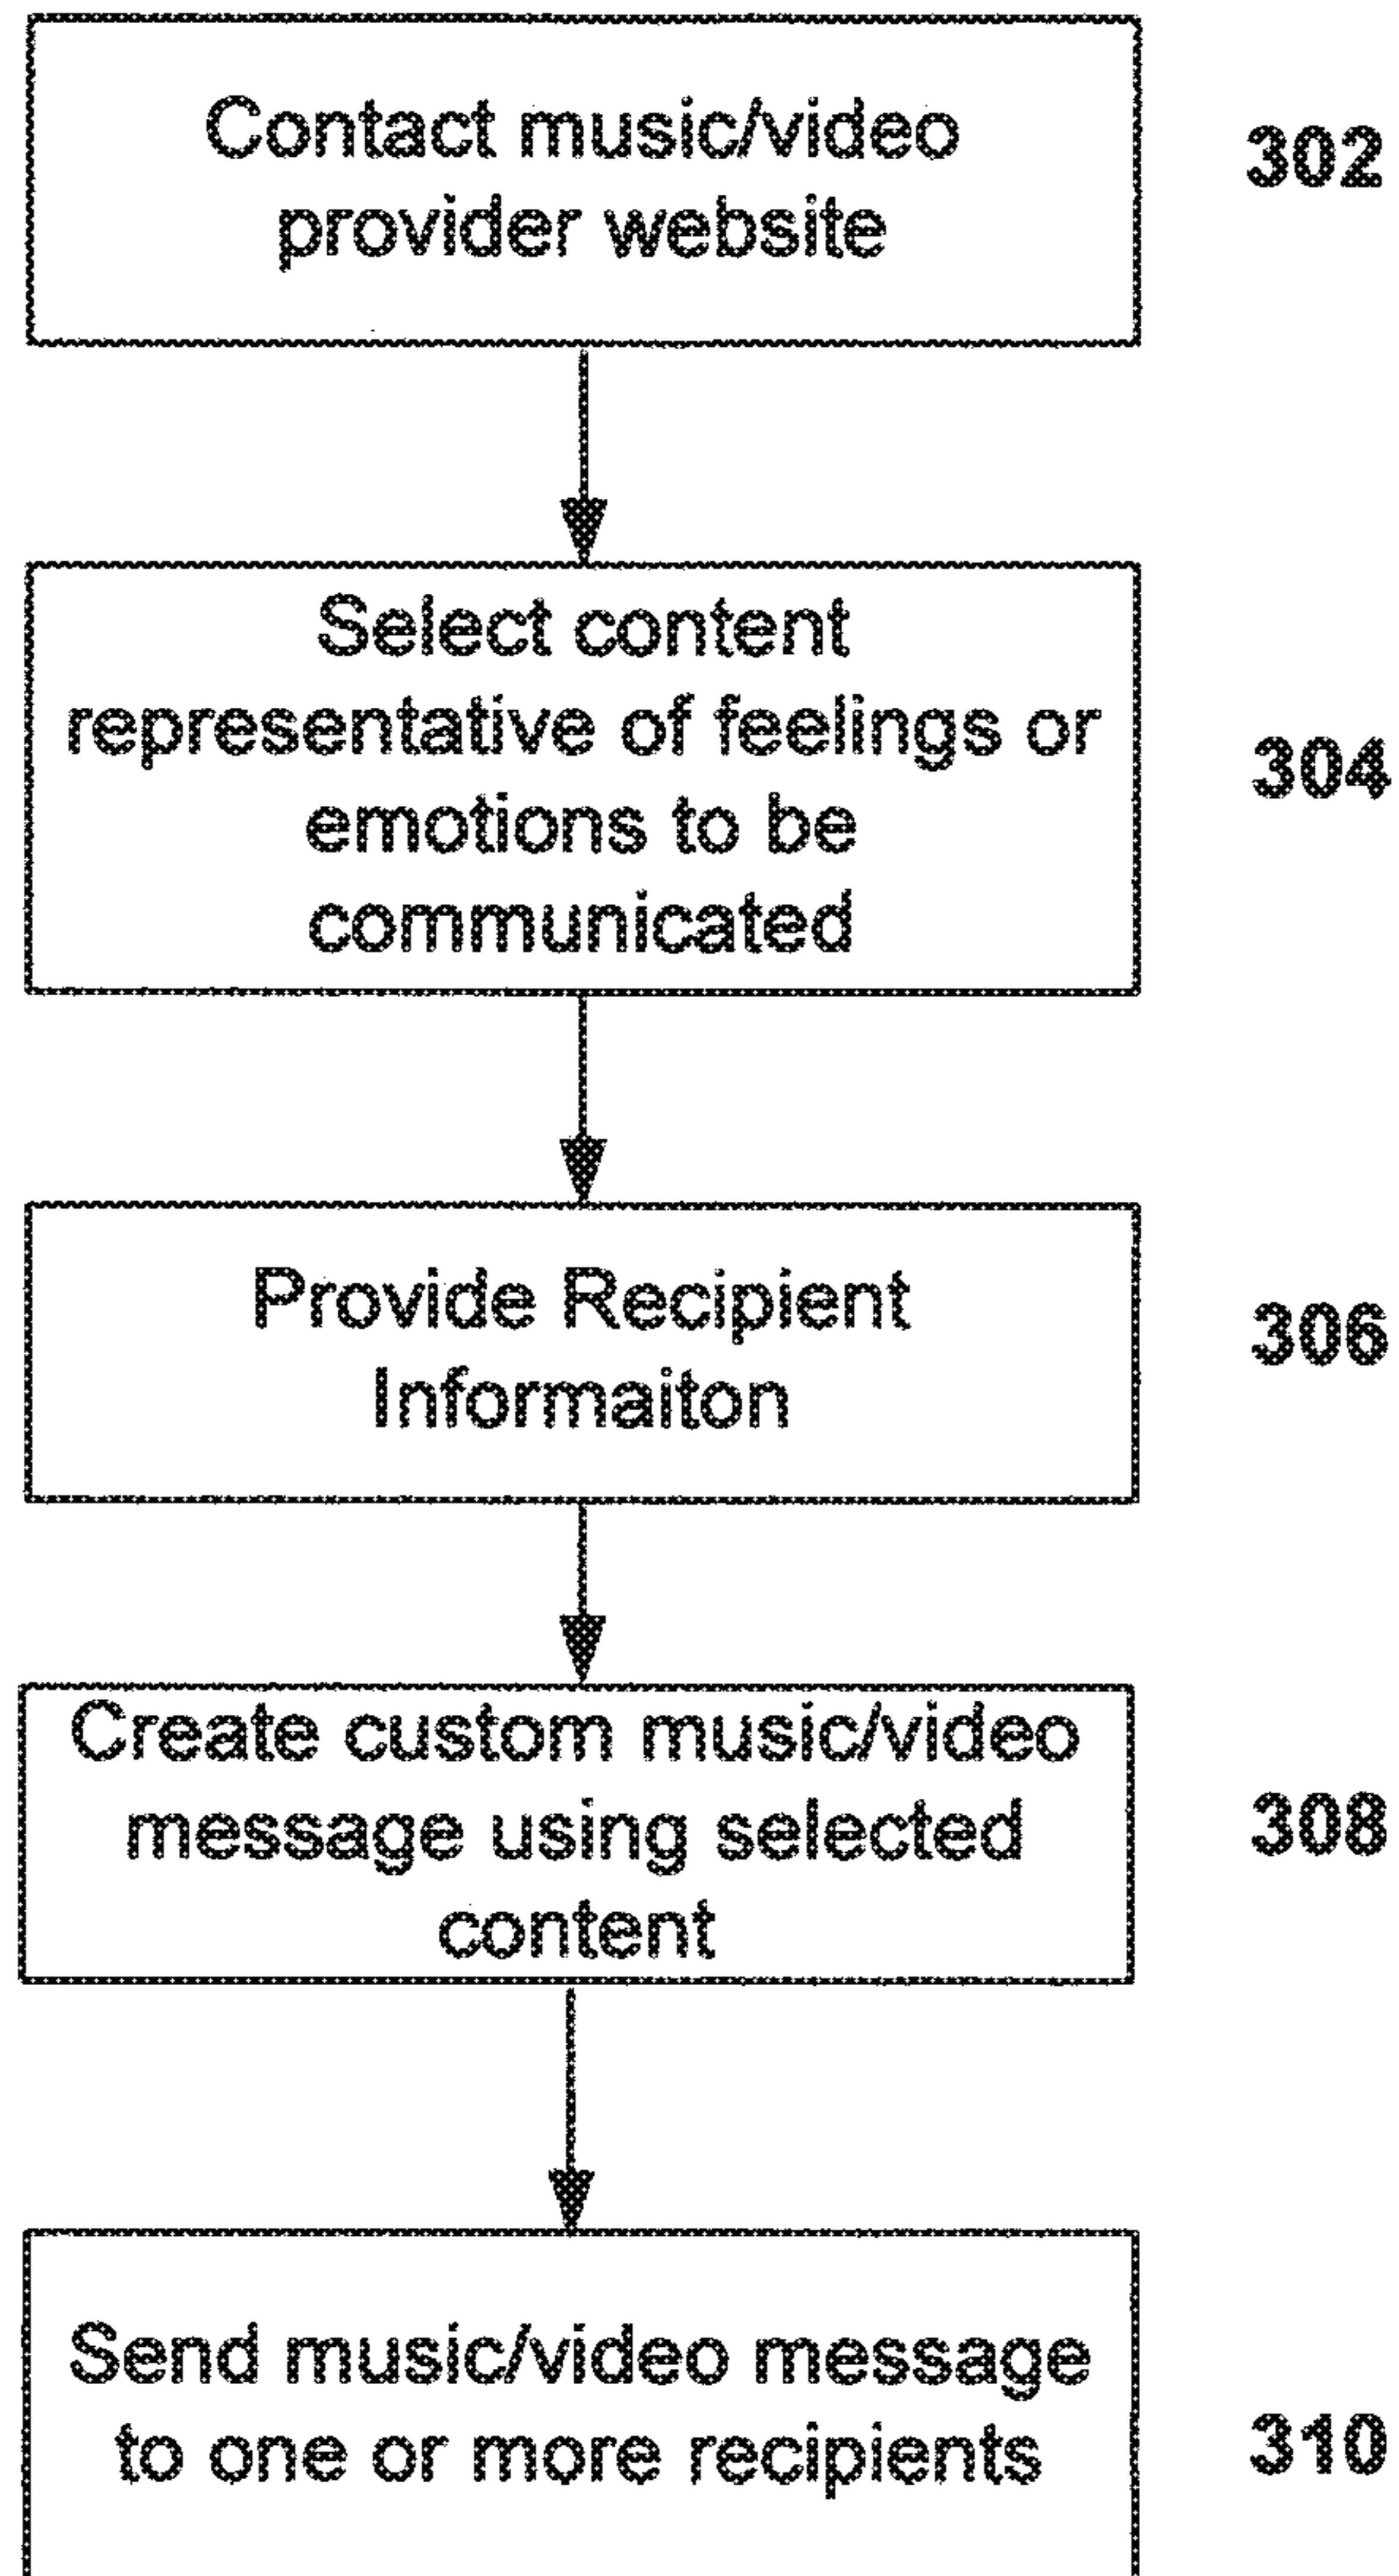 Contact music/video
provider website
302
Select content
representative of feelings or
emotions to be
communicated
304
Provide Recipient
Informaiton
306
Create custom music/video
message using selected
content
308
Send music/video message
to one or more recipients
310